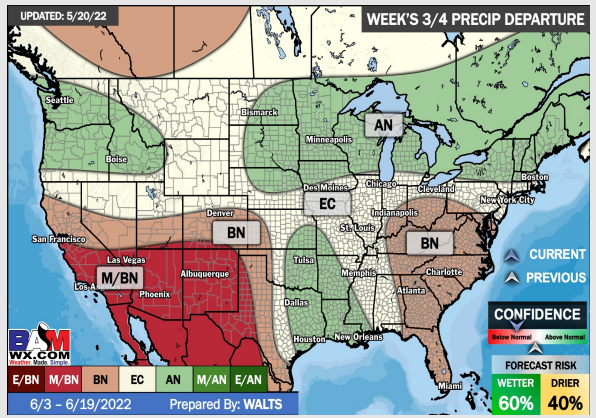 UPDATED: 5/20/22
WEEK'S 3/4 PRECIP DEPARTURE
Seattle
Bismarck
AN
Minneapolis
Boise
Des Moines
Chicago
Cleveland
Boston
New York City
EC
Denver
Indianapolis
San Francisco
BN
St. Louis
BN
Las Vegas
Tulsa
CURRENT
M/BN
Albuquerque
Memphis
Charlotte
PREVIOUS
Los Angeles
Phoenix
Atlanta
Dallas
CONFIDENCE
Houston
New Orleans
Below Normal
Above Normal
BAM
WX.COM
Weather. Made. Simple.
FORECAST RISK
E/BN M/BN BN EC AN M/AN E/AN
Miami
WETTER DRIER
60% 40%
6/3 – 6/19/2022 Prepared By: WALTS